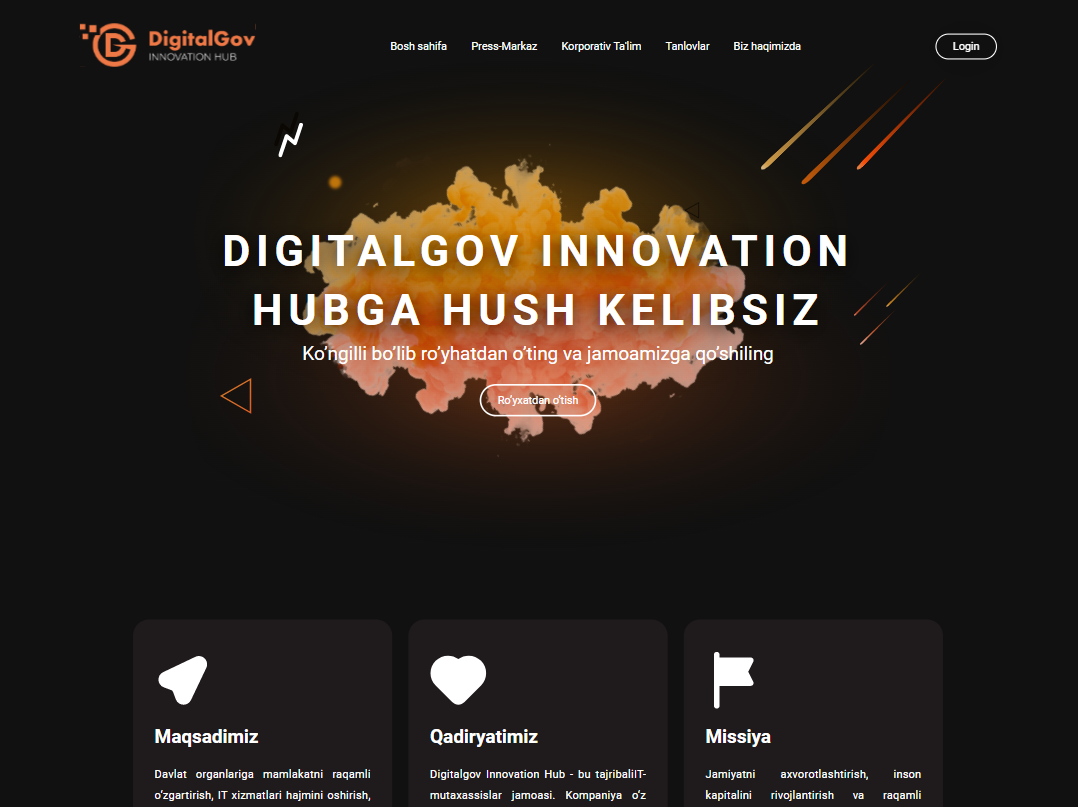 DigitalGov
INNOVATION HUB
Bosh sahifa Press-Markaz Korporativ Ta'lim Tanlovlar Biz haqimizda
Login
DIGITALGOV INNOVATION
HUBGA HUSH KELIBSIZ
Ko’ngilli bo’lib ro’yhatdan o’ting va jamoamizga qo’shiling
Ro’yxatdan o’tish
Maqsadimiz
Davlat organlariga mamlakatni raqamli
o’zgartirish, IT xizmatlari hajmini oshirish,
Qadiryatimiz
Digitalgov Innovation Hub - bu tajribaliIT-
mutaxassislar jamoasi. Kompaniya o’z
Missiya
Jamiyatni axvorotlashtirish, inson
kapitalini rivojlantirish va raqamli